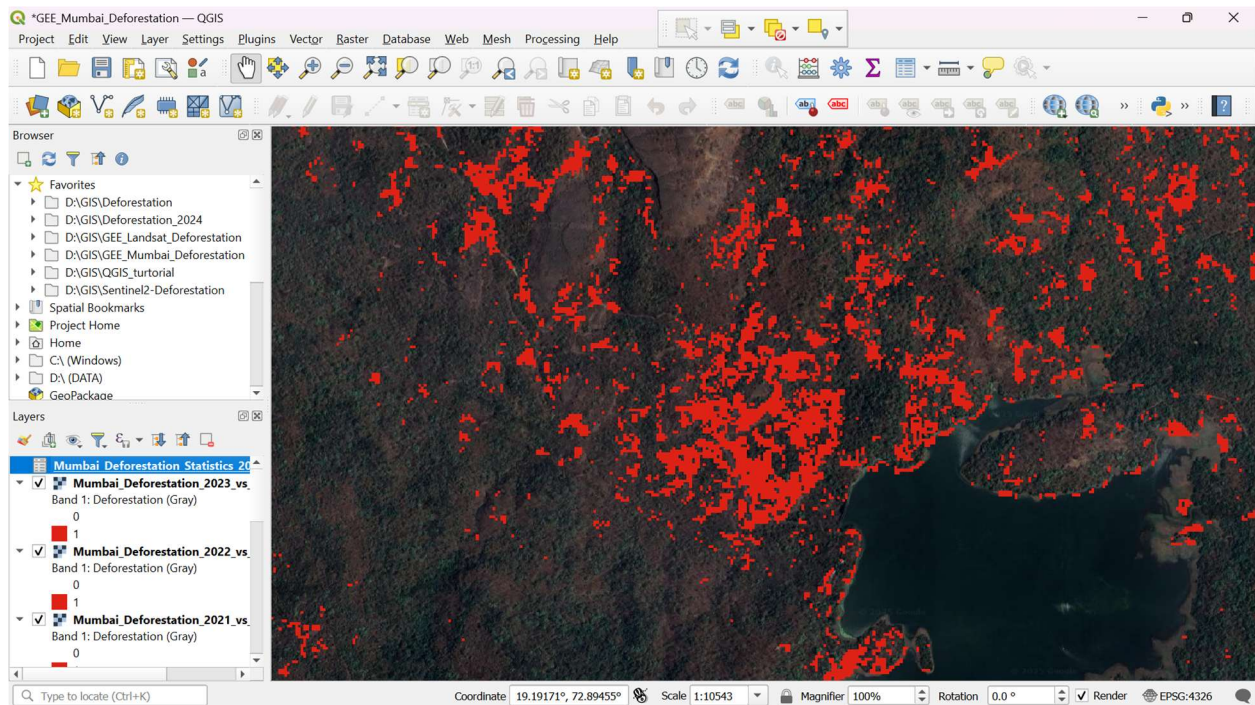 *GEE_Mumbai_Deforestation — QGIS
Project Edit View Layer Settings Plugins Vector Raster Database Web Mesh Processing Help
Browser
Favorites
D:\GIS\Deforestation
D:\GIS\Deforestation_2024
D:\GIS\GEE_Landsat_Deforestation
D:\GIS\GEE_Mumbai_Deforestation
D:\GIS\QGIS_turtorial
D:\GIS\Sentinel2-Deforestation
Spatial Bookmarks
Project Home
Home
C:\ (Windows)
D:\ (DATA)
GeoPackage
Layers
Mumbai_Deforestation_Statistics_20
Mumbai_Deforestation_2023_vs_
Band 1: Deforestation (Gray)
0
1
Mumbai_Deforestation_2022_vs_
Band 1: Deforestation (Gray)
0
1
Mumbai_Deforestation_2021_vs_
Band 1: Deforestation (Gray)
0
Type to locate (Ctrl+K) Coordinate 19.19171°, 72.89455° Scale 1:10543 Magnifier 100% Rotation 0.0 ° Render EPSG:4326